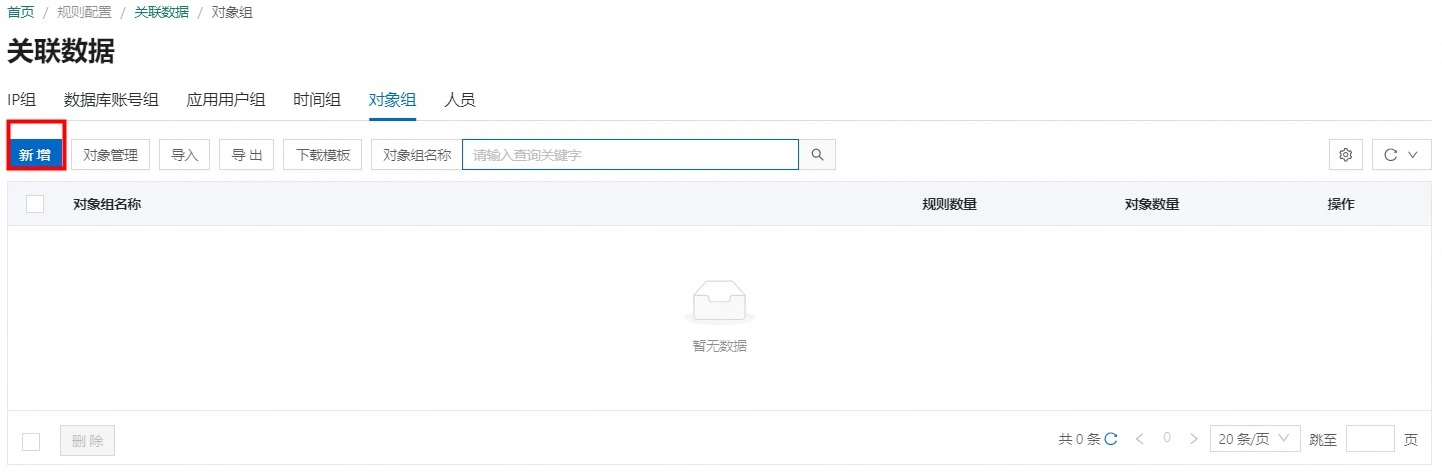 首页 / 规则配置 / 关联数据 / 对象组
关联数据
IP组 数据库账号组 应用用户组 时间组 对象组 人员
新 增 对象管理 导入 导 出 下载模板 对象组名称 请输入查询关键字
对象组名称 规则数量 对象数量 操作
暂无数据
删 除 共 0 条 0 20 条/页 跳至 页